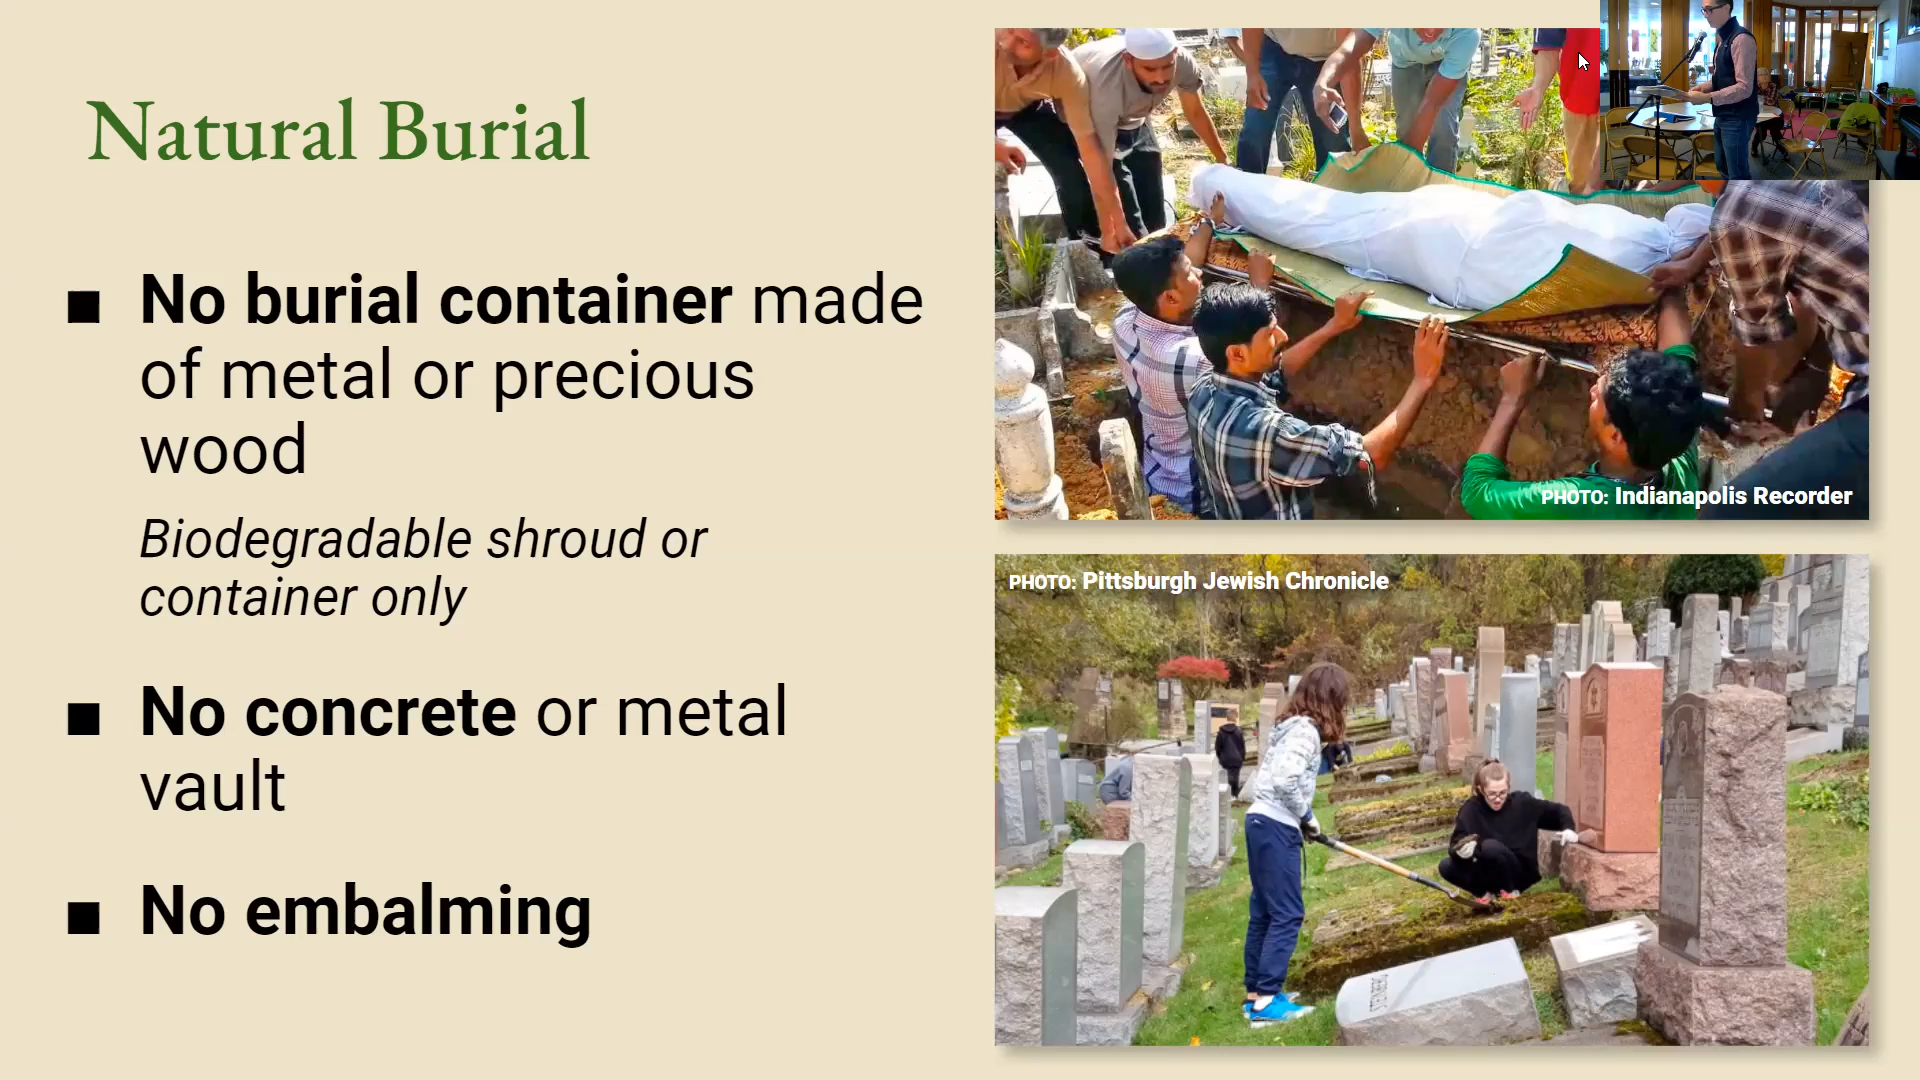 Natural Burial
■ No burial container made
of metal or precious
wood
Biodegradable shroud or
container only
■ No concrete or metal
vault
■ No embalming
PHOTO: Indianapolis Recorder
PHOTO: Pittsburgh Jewish Chronicle